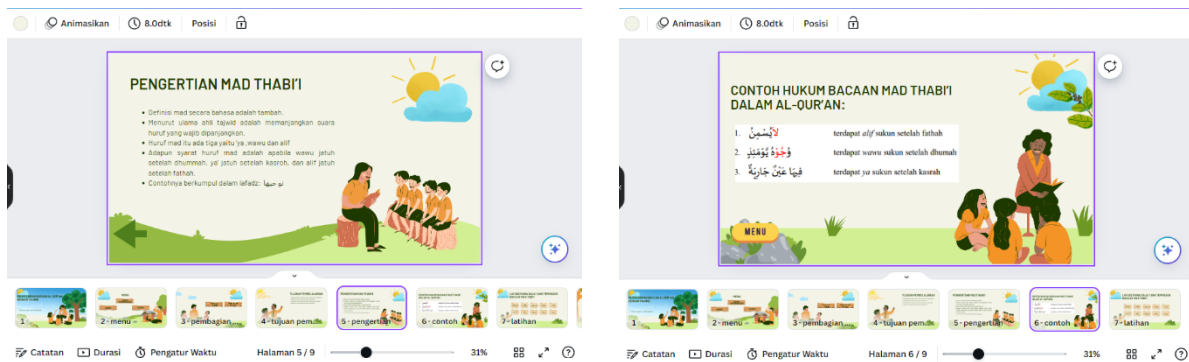 Animasikan 8.0dtk Posisi
PENGERTIAN MAD THABI'I
Definisi mad secara bahasa adalah tambah.
Menurut ulama ahli tajwid adalah memanjangkan suara
huruf yang wajib dipanjangkan.
Huruf mad itu ada tiga yaitu 'ya ,wawu dan alif
Adapun syarat huruf mad adalah apabila wawu jatuh
setelah dhummah, ya' jatuh setelah kasroh, dan alif jatuh
setelah fathah.
Contohnya berkumpul dalam lafadz: نو حيها
1 2-menu 3-pembagian... 4-tujuan pem... 5-pengertian 6-contoh 7-latihan
Catatan Durasi Pengatur Waktu Halaman 5 / 9 31%
Animasikan 8.0dtk Posisi
CONTOH HUKUM BACAAN MAD THABI'I
DALAM AL-QUR'AN:
1. لَايُسْمِنُ terdapat alif sukun setelah fathah
2. وُجُوْهٌ يَّوْمَئِذٍ terdapat wawu sukun setelah dhumah
3. فِيْهَا عَيْنٌ جَارِيَةٌ terdapat ya sukun setelah kasrah
MENU
1 2-menu 3-pembagian... 4-tujuan pem... 5-pengerti... 6-contoh 7-latihan
Catatan Durasi Pengatur Waktu Halaman 6 / 9 31%